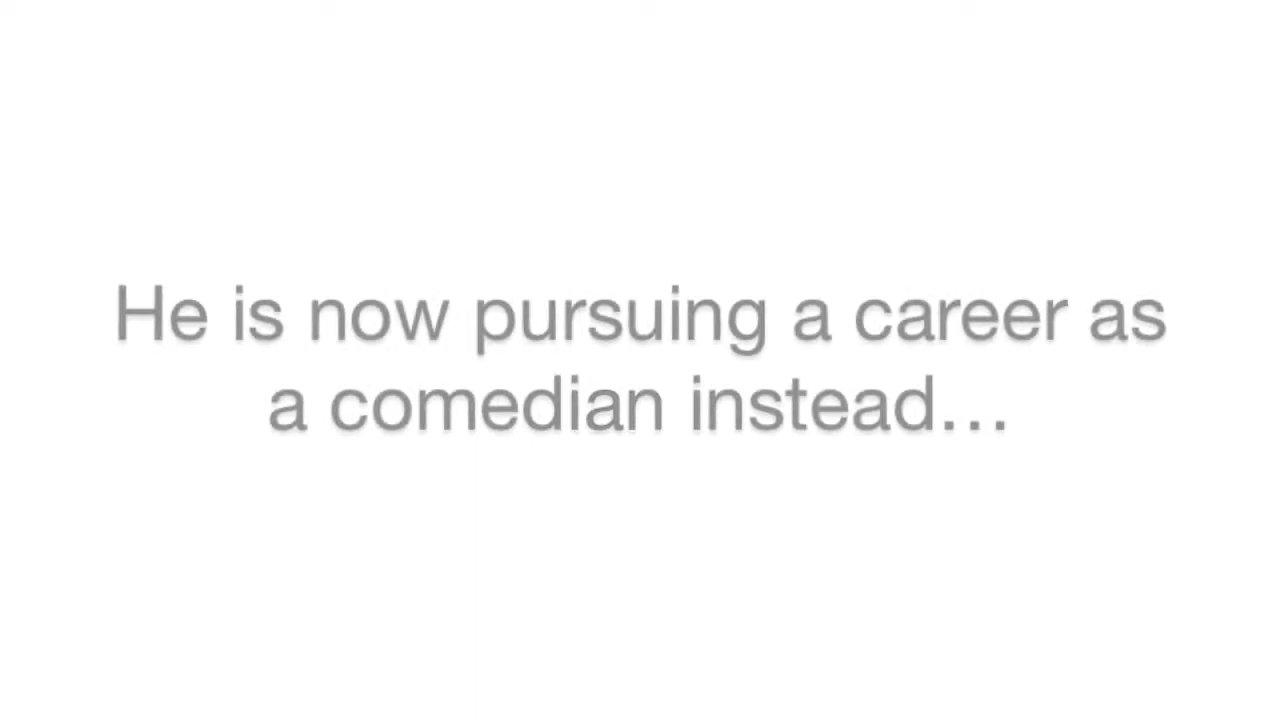 He is now pursuing a career as
a comedian instead…